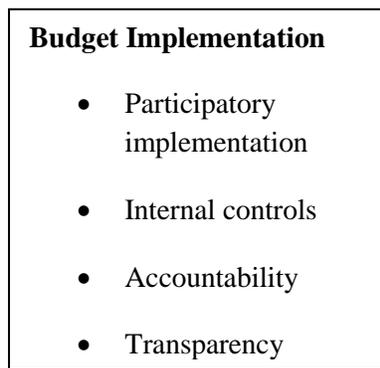 Budget Implementation
• Participatory
implementation
• Internal controls
• Accountability
• Transparency